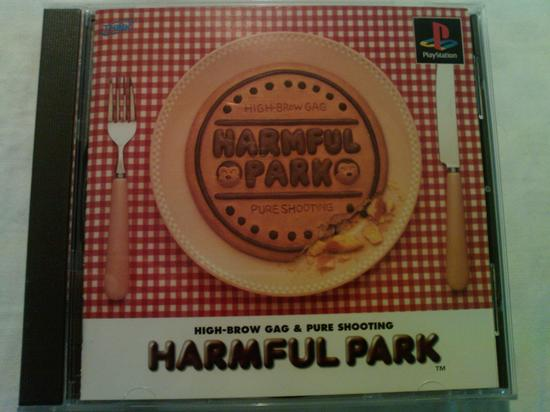 PlayStation
HIGH-BROW GAG
HARMFUL
PARK
PURE SHOOTING
HIGH-BROW GAG & PURE SHOOTING
HARMFUL PARK
TM